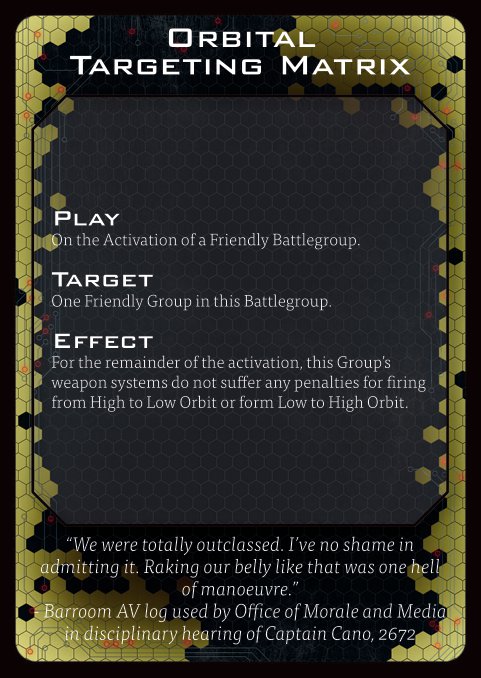 Orbital
Targeting Matrix
Play
On the Activation of a Friendly Battlegroup.
Target
One Friendly Group in this Battlegroup.
Effect
For the remainder of the activation, this Group’s
weapon systems do not suffer any penalties for firing
from High to Low Orbit or form Low to High Orbit.
“We were totally outclassed. I’ve no shame in
admitting it. Raking our belly like that was one hell
of manoeuvre.”
- Barroom AV log used by Office of Morale and Media
in disciplinary hearing of Captain Cano, 2672